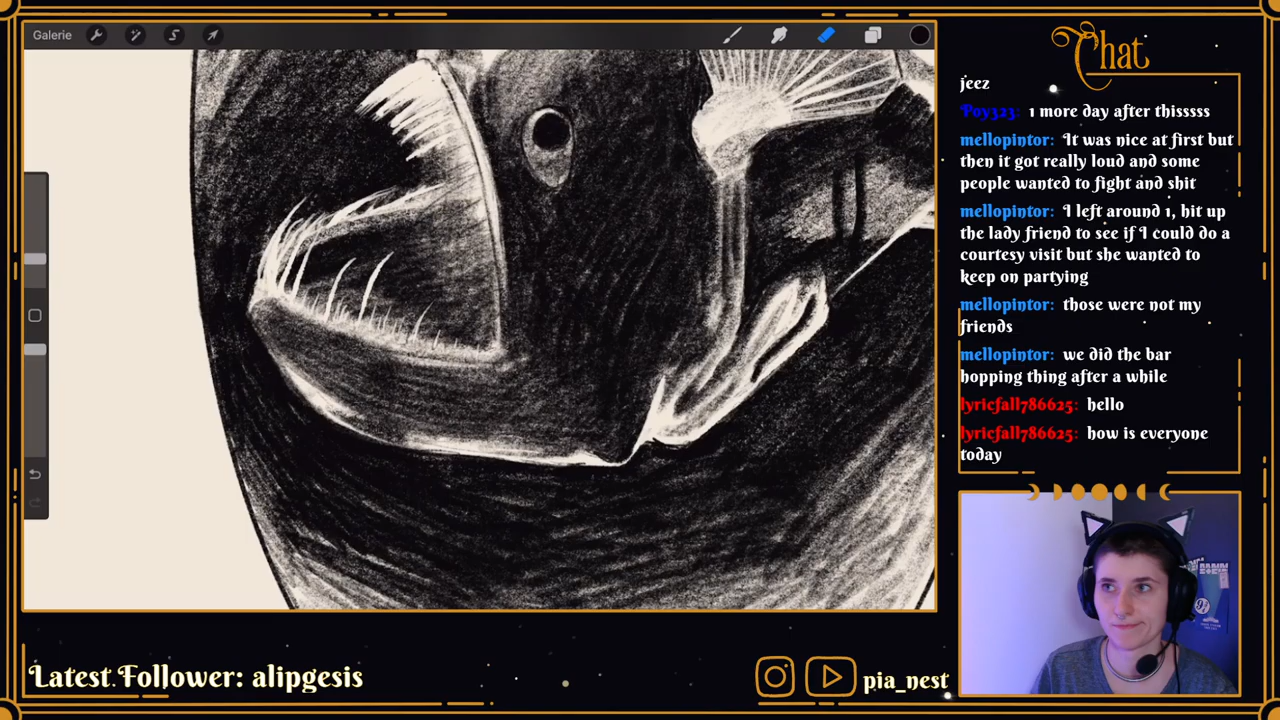 Galerie
Chat
jeez
Poy323: 1 more day after thisssss
mellopintor: It was nice at first but
then it got really loud and some
people wanted to fight and shit
mellopintor: I left around 1, hit up
the lady friend to see if I could do a
courtesy visit but she wanted to
keep on partying
mellopintor: those were not my
friends
mellopintor: we did the bar
hopping thing after a while
lyricfall786625: hello
lyricfall786625: how is everyone
today
Latest Follower: alipgesis
pia_nest